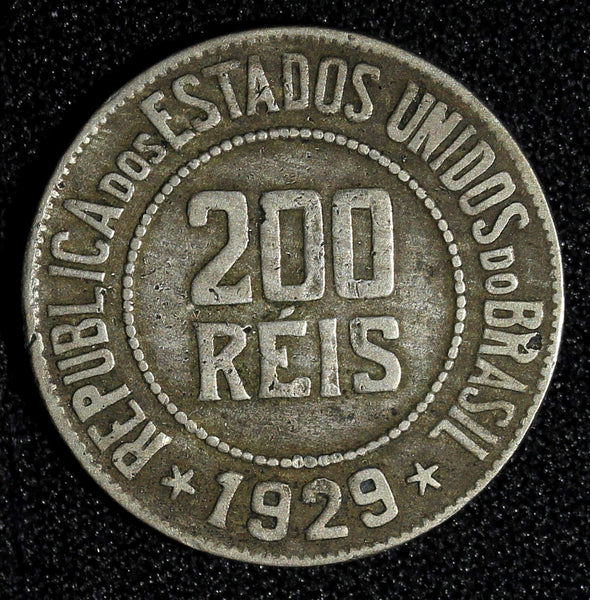 REPUBLICA DOS ESTADOS UNIDOS DO BRASIL
200
RÉIS
* 1929 *